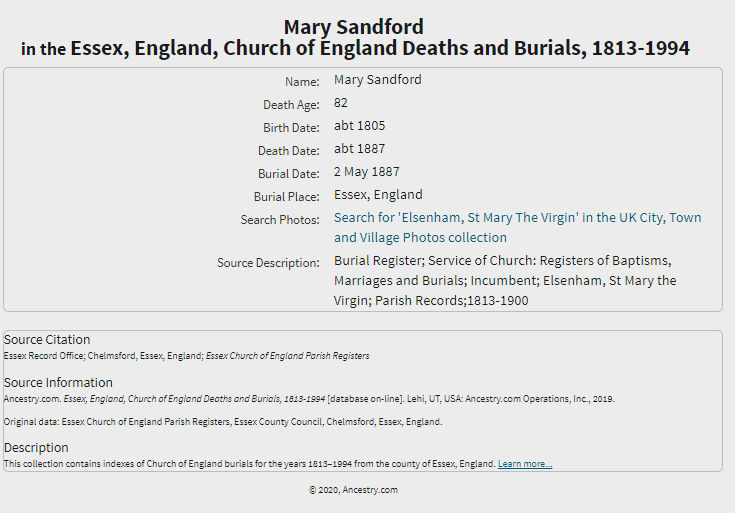 Mary Sandford
in the Essex, England, Church of England Deaths and Burials, 1813-1994
Name: Mary Sandford
Death Age: 82
Birth Date: abt 1805
Death Date: abt 1887
Burial Date: 2 May 1887
Burial Place: Essex, England
Search Photos: Search for 'Elsenham, St Mary The Virgin' in the UK City, Town
and Village Photos collection
Source Description: Burial Register; Service of Church: Registers of Baptisms,
Marriages and Burials; Incumbent; Elsenham, St Mary the
Virgin; Parish Records;1813-1900
Source Citation
Essex Record Office; Chelmsford, Essex, England; Essex Church of England Parish Registers
Source Information
Ancestry.com. Essex, England, Church of England Deaths and Burials, 1813-1994 [database on-line]. Lehi, UT, USA: Ancestry.com Operations, Inc., 2019.
Original data: Essex Church of England Parish Registers, Essex County Council, Chelmsford, Essex, England.
Description
This collection contains indexes of Church of England burials for the years 1813–1994 from the county of Essex, England. Learn more...
© 2020, Ancestry.com